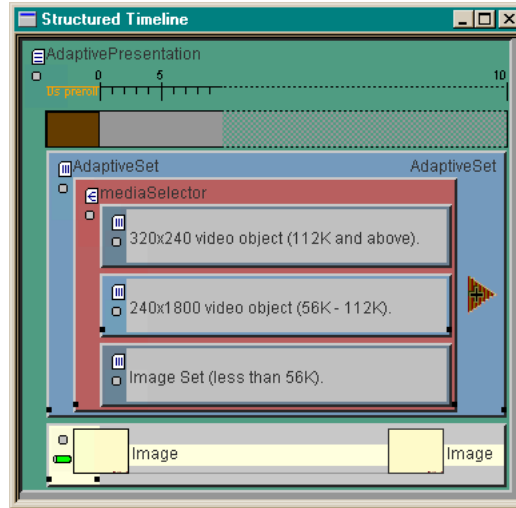 Structured Timeline
AdaptivePresentation
0 5 10
0s preroll
AdaptiveSet AdaptiveSet
mediaSelector
320x240 video object (112K and above).
240x1800 video object (56K - 112K).
Image Set (less than 56K).
Image Image